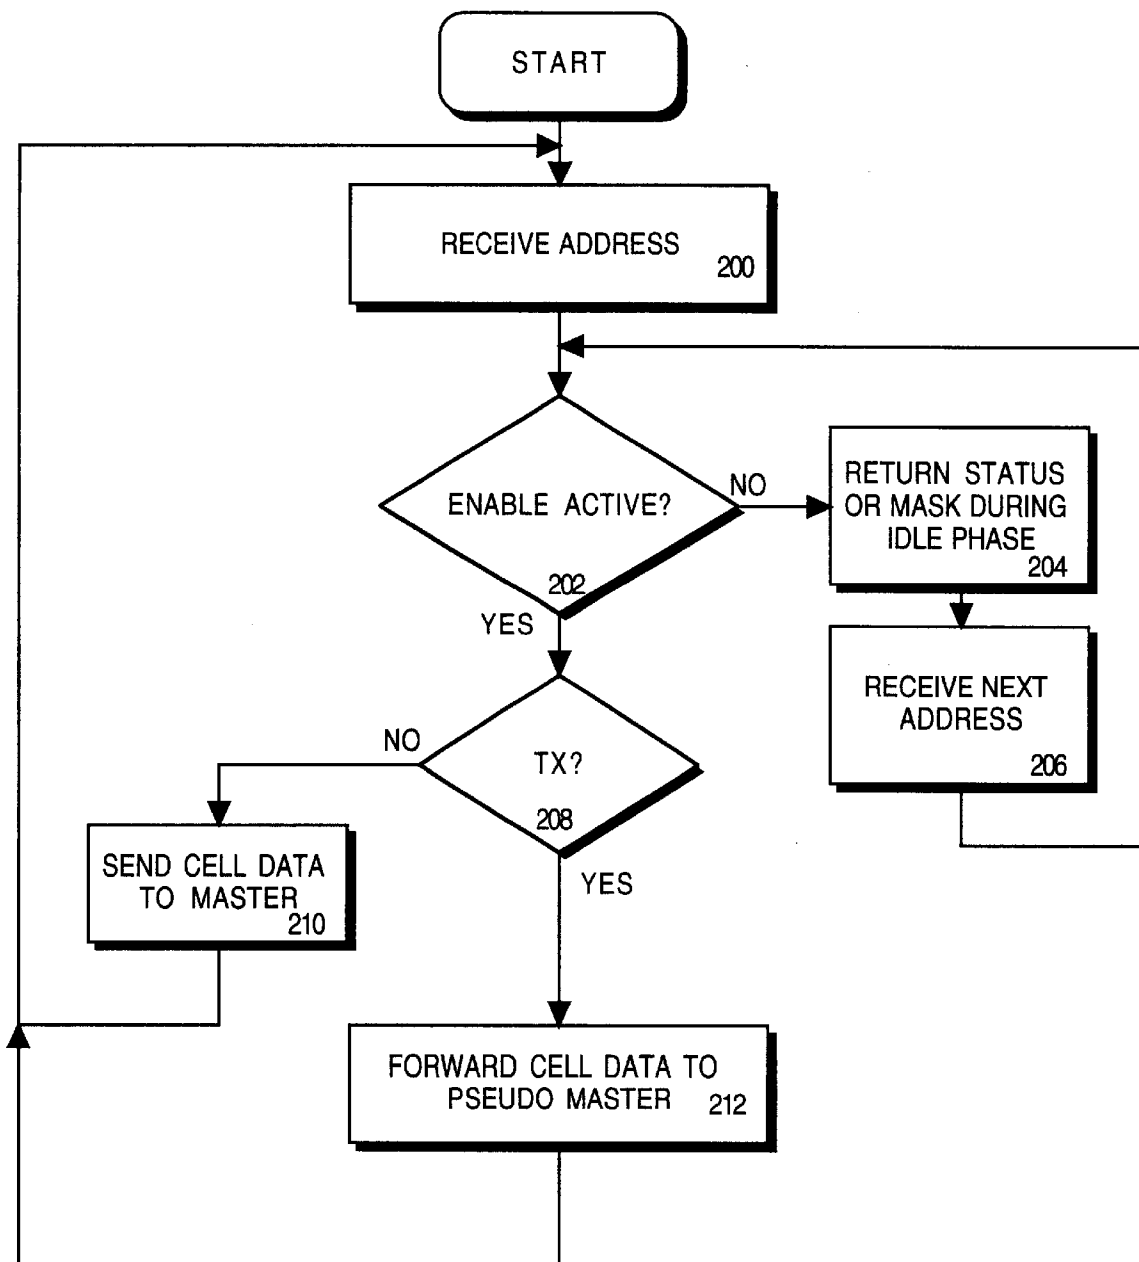 START
RECEIVE ADDRESS
200
ENABLE ACTIVE?
202
NO
YES
RETURN STATUS
OR MASK DURING
IDLE PHASE
204
RECEIVE NEXT
ADDRESS
206
TX?
208
NO
YES
SEND CELL DATA
TO MASTER
210
FORWARD CELL DATA TO
PSEUDO MASTER
212